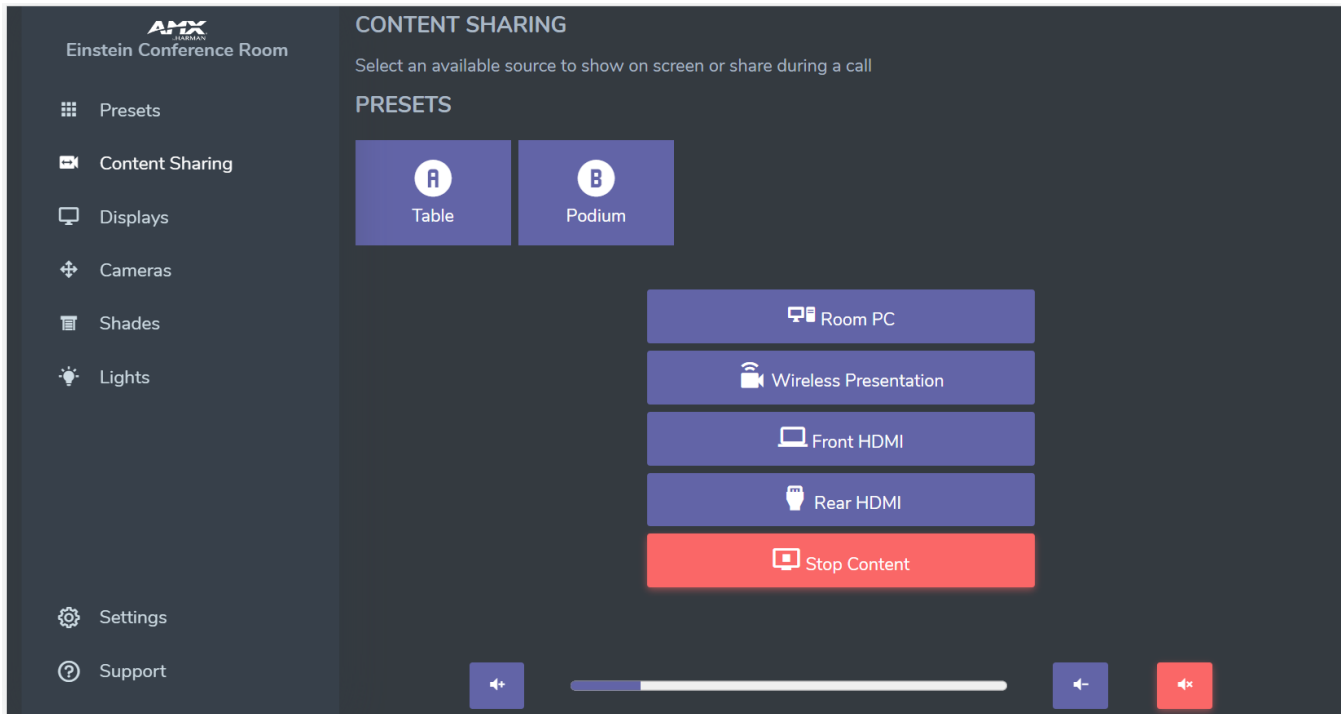 AMX
HARMAN
Einstein Conference Room
Presets
Content Sharing
Displays
Cameras
Shades
Lights
Settings
Support
CONTENT SHARING
Select an available source to show on screen or share during a call
PRESETS
A
Table
B
Podium
Room PC
Wireless Presentation
Front HDMI
Rear HDMI
Stop Content